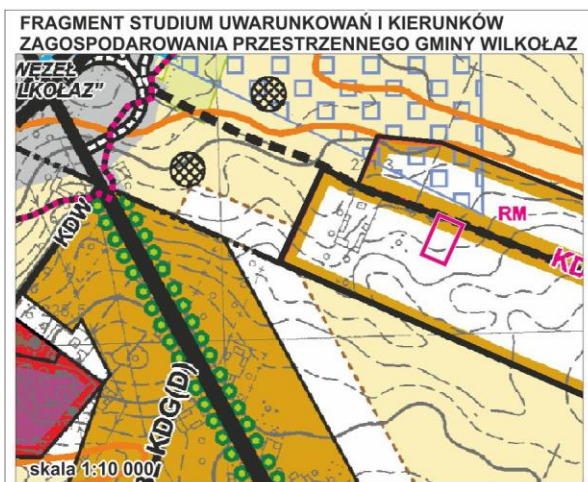 FRAGMENT STUDIUM UWARUNKOWAŃ I KIERUNKÓW
ZAGOSPODAROWANIA PRZESTRZENNEGO GMINY WILKOŁAZ
WĘZEŁ
LKOŁAZ"
KDW
RM
KD
KDG(D)
skala 1:10 000